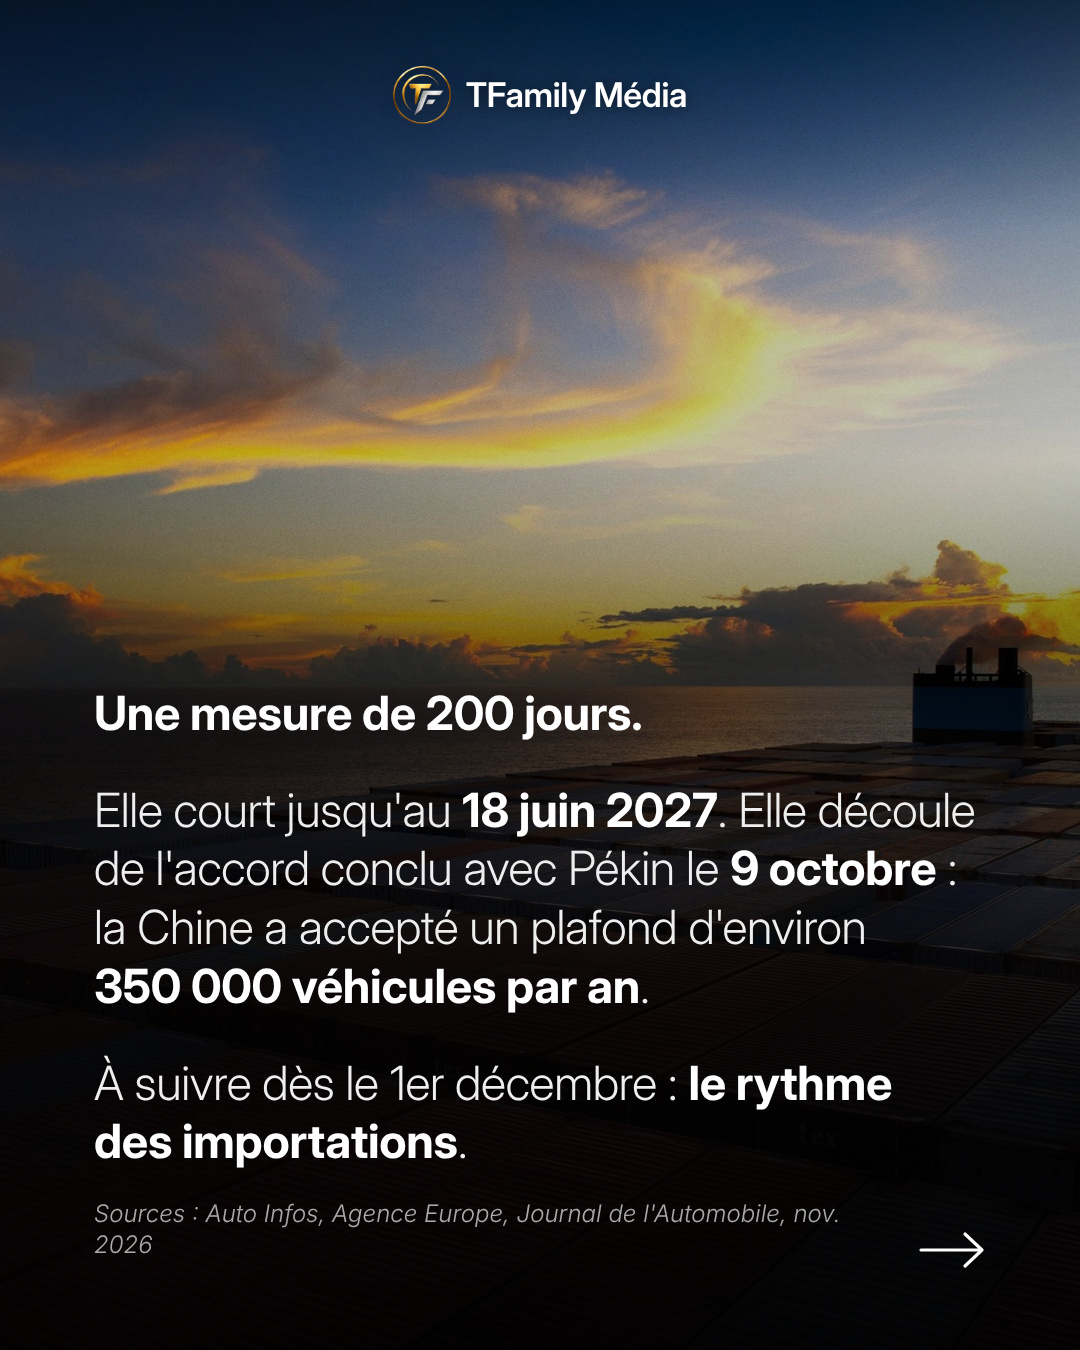 TF TFamily Média
Une mesure de 200 jours.
Elle court jusqu'au 18 juin 2027. Elle découle
de l'accord conclu avec Pékin le 9 octobre :
la Chine a accepté un plafond d'environ
350 000 véhicules par an.
À suivre dès le 1er décembre : le rythme
des importations.
Sources : Auto Infos, Agence Europe, Journal de l'Automobile, nov.
2026